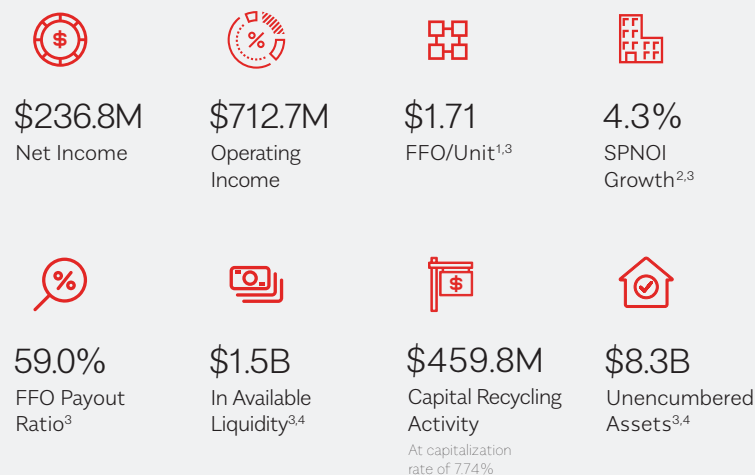 $236.8M
Net Income
$712.7M
Operating
Income
$1.71
FFO/Unit¹,³
4.3%
SPNOI
Growth²,³
59.0%
FFO Payout
Ratio³
$1.5B
In Available
Liquidity³,⁴
$459.8M
Capital Recycling
Activity
At capitalization
rate of 7.74%
$8.3B
Unencumbered
Assets³,⁴